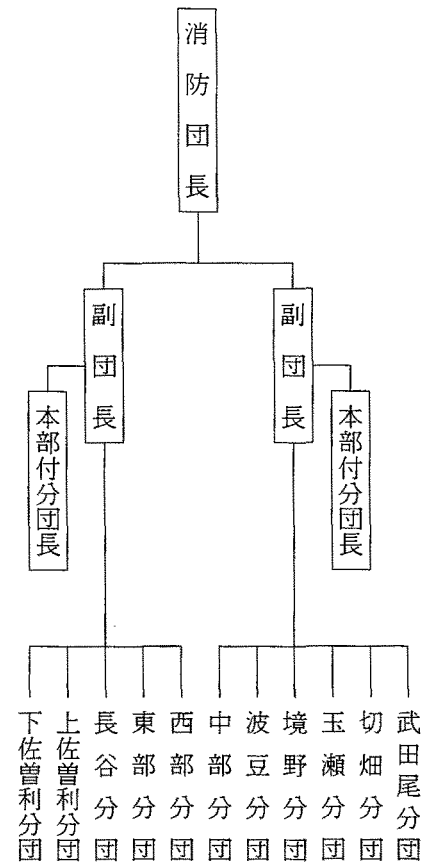 消防団長
副団長
副団長
本部付分団長
本部付分団長
武田尾分団
切畑分団
玉瀬分団
境野分団
波豆分団
中部分団
西部分団
東部分団
長谷分団
上佐曽利分団
下佐曽利分団